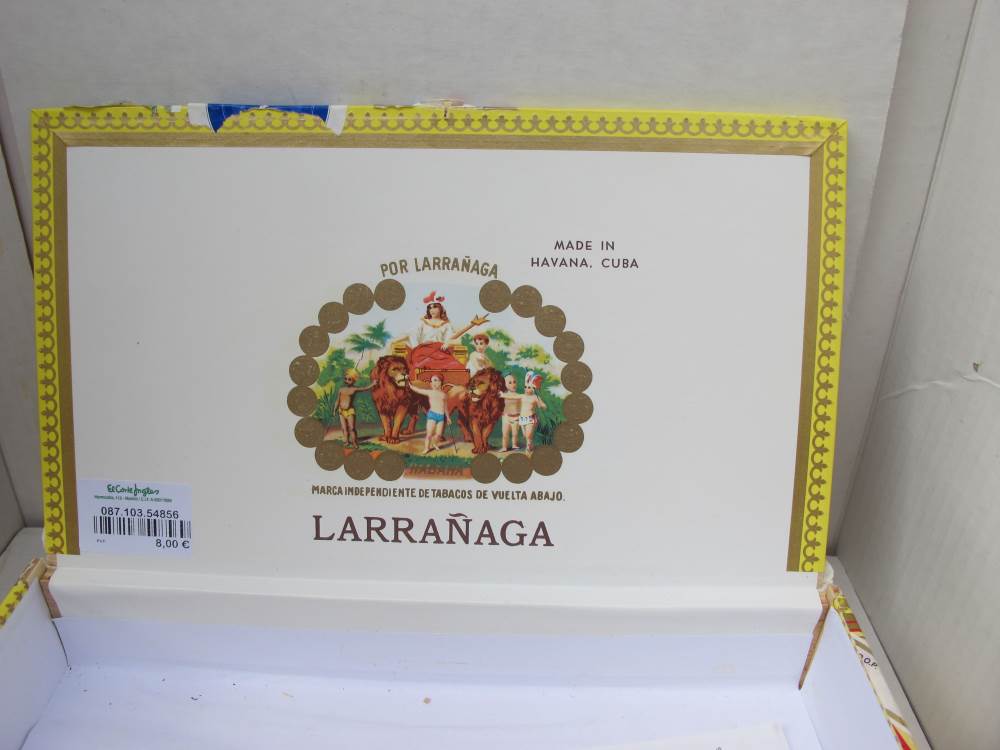 MADE IN
HAVANA, CUBA
POR LARRAÑAGA
HABANA
MARCA INDEPENDIENTE DE TABACOS DE VUELTA ABAJO.
LARRAÑAGA
El Corte Ingles
087.103.54856
8,00 €
O.P.